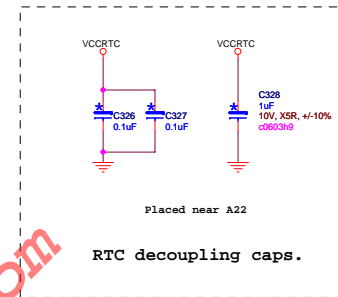 VCCRTC
VCCRTC
C326
0.1uF
C327
0.1uF
C328
1uF
10V, X5R, +/-10%
c0603h9
Placed near A22
RTC decoupling caps.
om